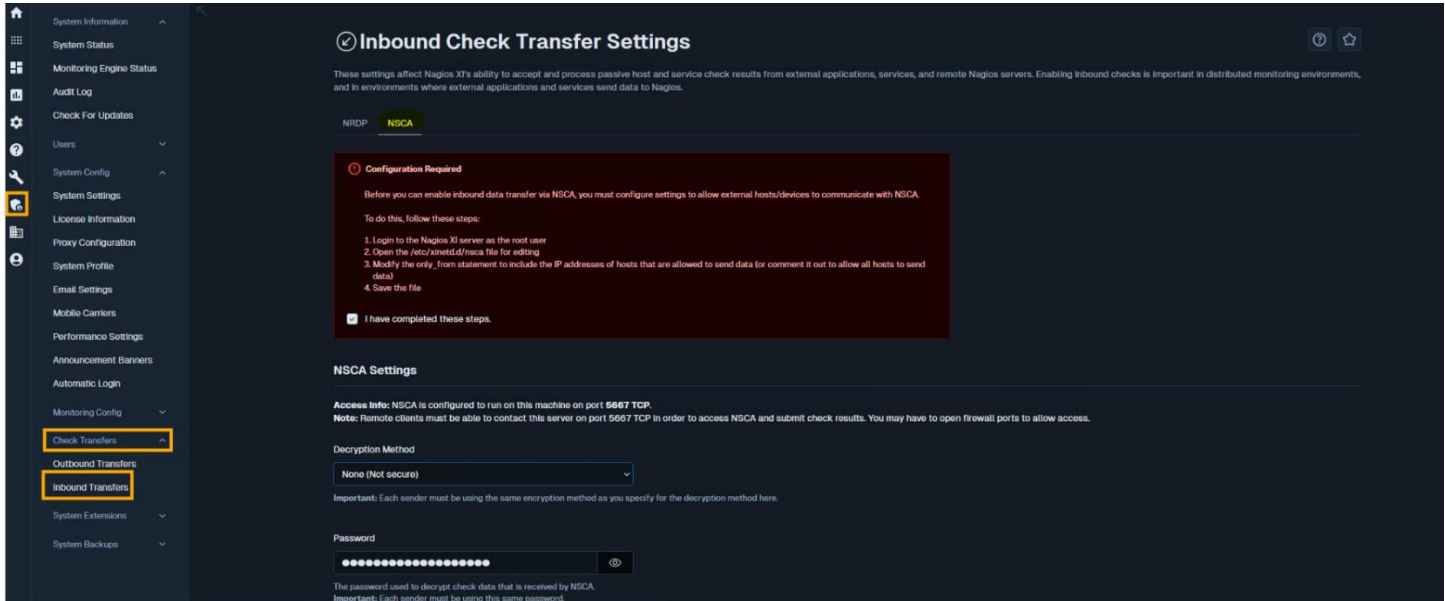 System Information
System Status
Monitoring Engine Status
Audit Log
Check For Updates
Users
System Config
System Settings
License Information
Proxy Configuration
System Profile
Email Settings
Mobile Carriers
Performance Settings
Announcement Banners
Automatic Login
Monitoring Config
Check Transfers
Outbound Transfers
Inbound Transfers
System Extensions
System Backups
Inbound Check Transfer Settings
These settings affect Nagios XI's ability to accept and process passive host and service check results from external applications, services, and remote Nagios servers. Enabling inbound checks is important in distributed monitoring environments,
and in environments where external applications and services send data to Nagios.
NRDP NSCA
Configuration Required
Before you can enable inbound data transfer via NSCA, you must configure settings to allow external hosts/devices to communicate with NSCA.
To do this, follow these steps:
1. Login to the Nagios XI server as the root user
2. Open the /etc/xinetd.d/nsca file for editing
3. Modify the only_from statement to include the IP addresses of hosts that are allowed to send data (or comment it out to allow all hosts to send
data)
4. Save the file
I have completed these steps.
NSCA Settings
Access Info: NSCA is configured to run on this machine on port 5667 TCP.
Note: Remote clients must be able to contact this server on port 5667 TCP in order to access NSCA and submit check results. You may have to open firewall ports to allow access.
Decryption Method
None (Not secure)
Important: Each sender must be using the same encryption method as you specify for the decryption method here.
Password
The password used to decrypt check data that is received by NSCA.
Important: Each sender must be using this same password.